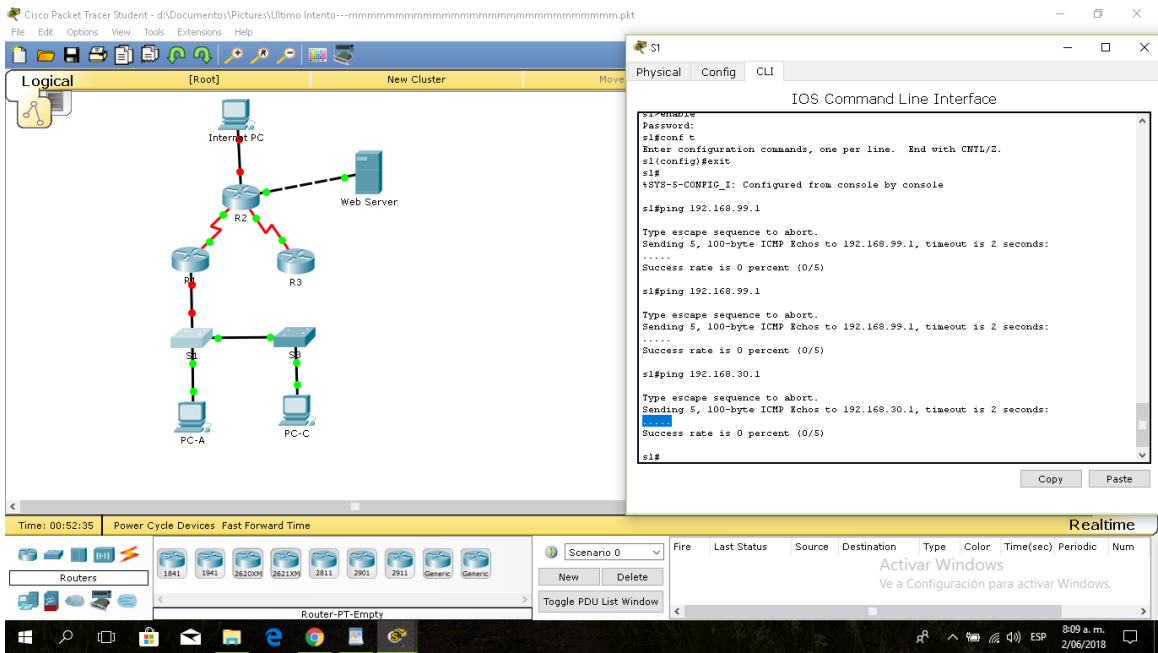 Cisco Packet Tracer Student - d:\Documentos\Pictures\Ultimo Intento---mmmmmmmmmmmmmmmmmmmmmmmmmmmmmmmmmm.pkt
File Edit Options View Tools Extensions Help
Logical [Root] New Cluster Move
Internet PC
Web Server
R2
R1
R3
S1
S3
PC-A
PC-C
S1
Physical Config CLI
IOS Command Line Interface
s1>enable
Password:
s1#conf t
Enter configuration commands, one per line. End with CNTL/Z.
s1(config)#exit
s1#
%SYS-5-CONFIG_I: Configured from console by console
s1#ping 192.168.99.1
Type escape sequence to abort.
Sending 5, 100-byte ICMP Echos to 192.168.99.1, timeout is 2 seconds:
.....
Success rate is 0 percent (0/5)
s1#ping 192.168.99.1
Type escape sequence to abort.
Sending 5, 100-byte ICMP Echos to 192.168.99.1, timeout is 2 seconds:
.....
Success rate is 0 percent (0/5)
s1#ping 192.168.30.1
Type escape sequence to abort.
Sending 5, 100-byte ICMP Echos to 192.168.30.1, timeout is 2 seconds:
.....
Success rate is 0 percent (0/5)
s1#
Copy Paste
Time: 00:52:35 Power Cycle Devices Fast Forward Time Realtime
Routers
1841 1941 2620XM 2621XM 2811 2901 2911 Generic Generic
Router-PT-Empty
Scenario 0
New Delete
Toggle PDU List Window
Fire Last Status Source Destination Type Color Time(sec) Periodic Num
Activar Windows
Ve a Configuración para activar Windows.
ESP
8:09 a. m.
2/06/2018